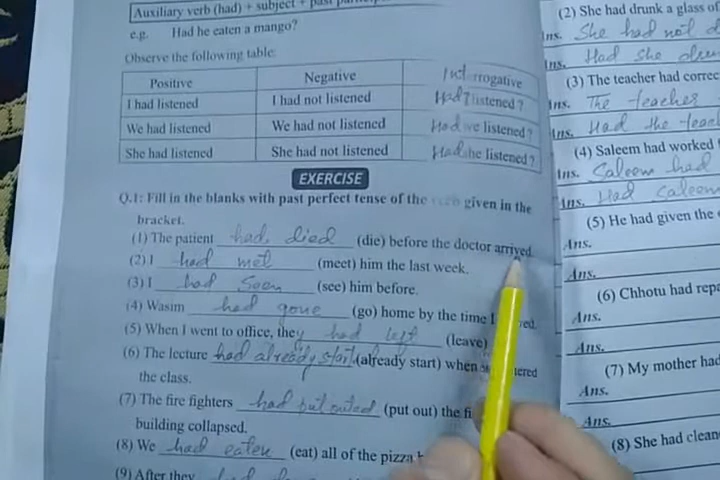 Auxiliary verb (had) + subject + past
e.g. Had he eaten a mango?
Observe the following table:
Positive Negative Interrogative
I had listened I had not listened Had I listened?
We had listened We had not listened Had we listened?
She had listened She had not listened Had she listened?
EXERCISE
Q.1: Fill in the blanks with past perfect tense of the verb given in the
bracket.
(1) The patient had died (die) before the doctor arrived.
(2) I had met (meet) him the last week.
(3) I had seen (see) him before.
(4) Wasim had gone (go) home by the time I
(5) When I went to office, they had left (leave)
(6) The lecture had already start (already start) when
the class.
(7) The fire fighters had put outed (put out) the
building collapsed.
(8) We had eaten (eat) all of the pizza
(9) After they
(2) She had drunk a glass of
Ans. She had not
Ans. Had she
(3) The teacher had
Ans. The teacher
Ans. Had the
(4) Saleem had worked
Ans. Saleem had
Ans. Had Saleem
(5) He had given the
Ans.
Ans.
(6) Chhotu had
Ans.
Ans.
(7) My mother had
Ans.
Ans.
(8) She had